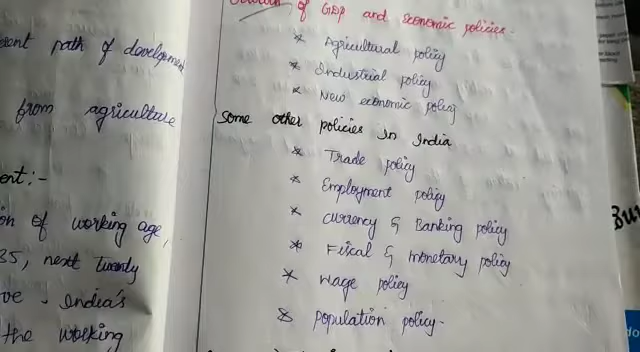 path of development
from agriculture
ent:-
on of working age,
35, next twenty
ve. India's
the working
of GDP and economic policies.
* Agricultural policy
* Industrial policy
* New economic policy
Some other policies in India
* Trade policy
* Employment policy
* Currency & Banking policy
* Fiscal & monetary policy
* Wage policy
* population policy.